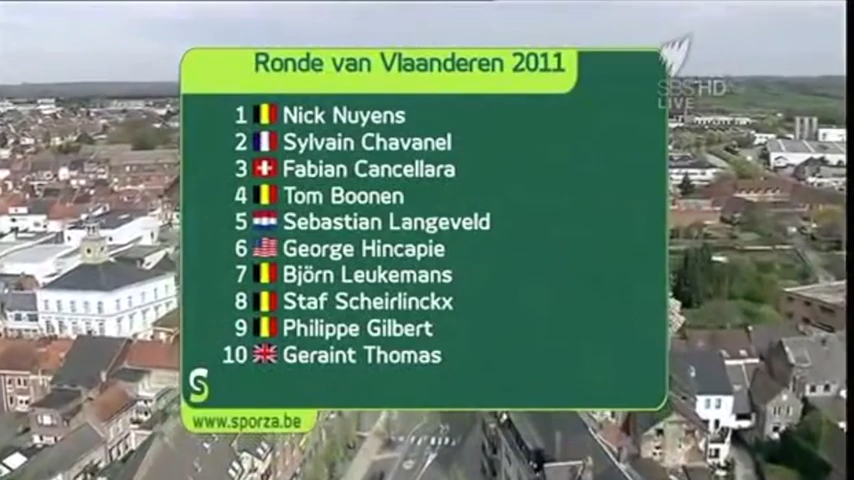 Ronde van Vlaanderen 2011
SBS HD
LIVE
1 Nick Nuyens
2 Sylvain Chavanel
3 Fabian Cancellara
4 Tom Boonen
5 Sebastian Langeveld
6 George Hincapie
7 Björn Leukemans
8 Staf Scheirlinckx
9 Philippe Gilbert
10 Geraint Thomas
S
www.sporza.be